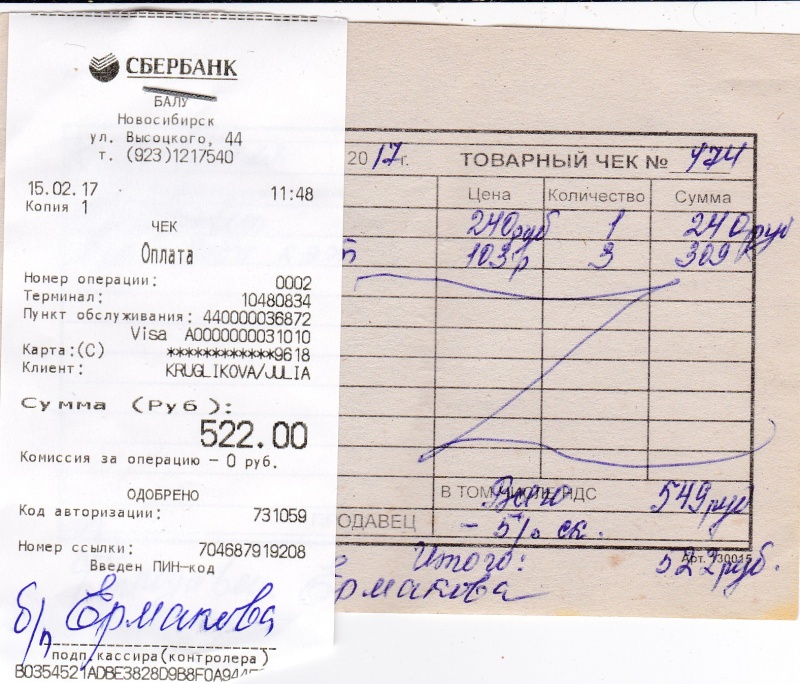 СБЕРБАНК
БАЛУ
Новосибирск
ул. Высоцкого, 44
т. (923)1217540
15.02.17 11:48
Копия 1
ЧЕК
Оплата
Номер операции: 0002
Терминал: 10480834
Пункт обслуживания: 440000036872
Visa A0000000031010
Карта:(C) ************9618
Клиент: KRUGLIKOVA/JULIA
Сумма (Руб):
522.00
Комиссия за операцию – 0 руб.
ОДОБРЕНО
Код авторизации: 731059
Номер ссылки: 704687919208
Введен ПИН-код
б/п Ермакова
подп.кассира(контролера)
2017г. ТОВАРНЫЙ ЧЕК № 474
Цена Количество Сумма
240 руб 1 240 руб
103 р 3 309
В ТОМ ЧИСЛЕ НДС Всего 549 руб
ПРОДАВЕЦ - 5% ск.
Арт. 730015
Итого: 522 руб.
Ермакова